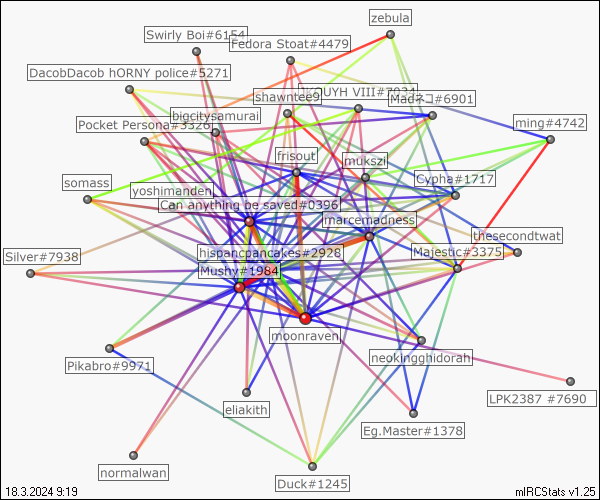 zebula
Swirly Boi#6154
Fedora Stoat#4479
DacobDacob hORNY police#5271
shawntee9
Madネコ#6901
bigcitysamurai
Pocket Persona#3326
ming#4742
frisout
mukszi
somass
yoshimanden
Cypha#1717
Can anything be saved#0396
marcemadness
thesecondtwat
Silver#7938
hispancpancakes#2928
Majestic#3375
Mushy#1984
moonraven
neokingghidorah
Pikabro#9971
LPK2387 #7690
eliakith
Eg.Master#1378
normalwan
Duck#1245
18.3.2024 9:19
mIRCStats v1.25